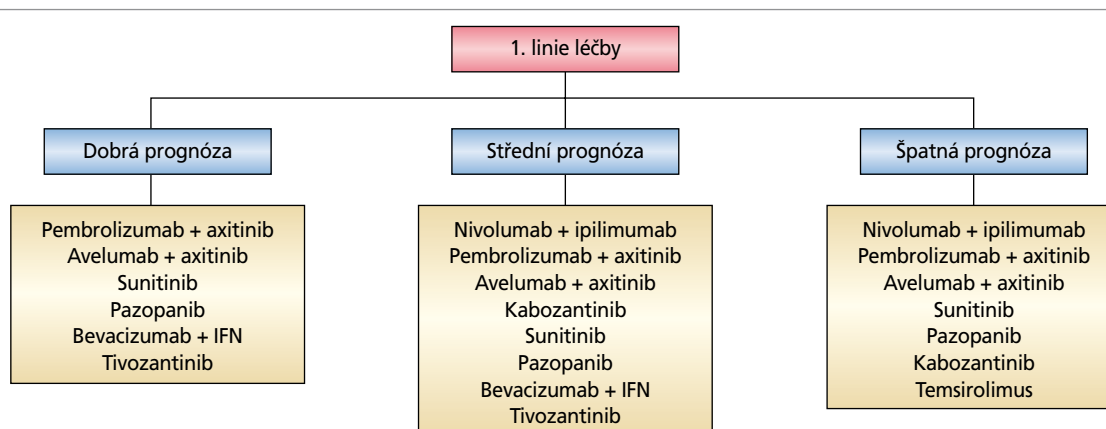 1. linie léčby
Dobrá prognóza
Pembrolizumab + axitinib
Avelumab + axitinib
Sunitinib
Pazopanib
Bevacizumab + IFN
Tivozantinib
Střední prognóza
Nivolumab + ipilimumab
Pembrolizumab + axitinib
Avelumab + axitinib
Kabozantinib
Sunitinib
Pazopanib
Bevacizumab + IFN
Tivozantinib
Špatná prognóza
Nivolumab + ipilimumab
Pembrolizumab + axitinib
Avelumab + axitinib
Sunitinib
Pazopanib
Kabozantinib
Temsirolimus